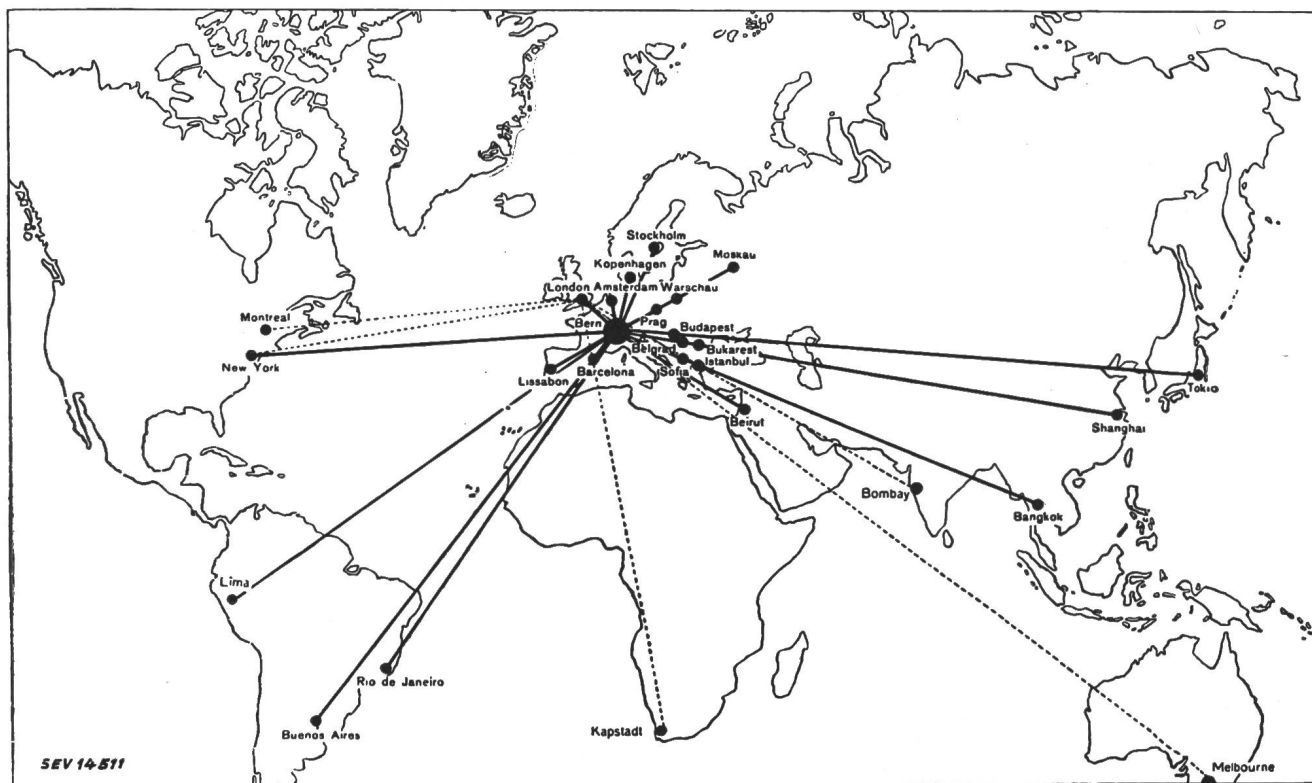 Stockholm
Moskau
Kopenhagen
London Amsterdam Warschau
Montreal
Bern
Prag
Budapest
New York
Belgrad
Bukarest
Istanbul
Lissabon
Barcelona
Sofia
Tokio
Beirut
Shanghai
Bombay
Bangkok
Lima
Rio de Janeiro
Buenos Aires
Kapstadt
Melbourne
SEV 14511